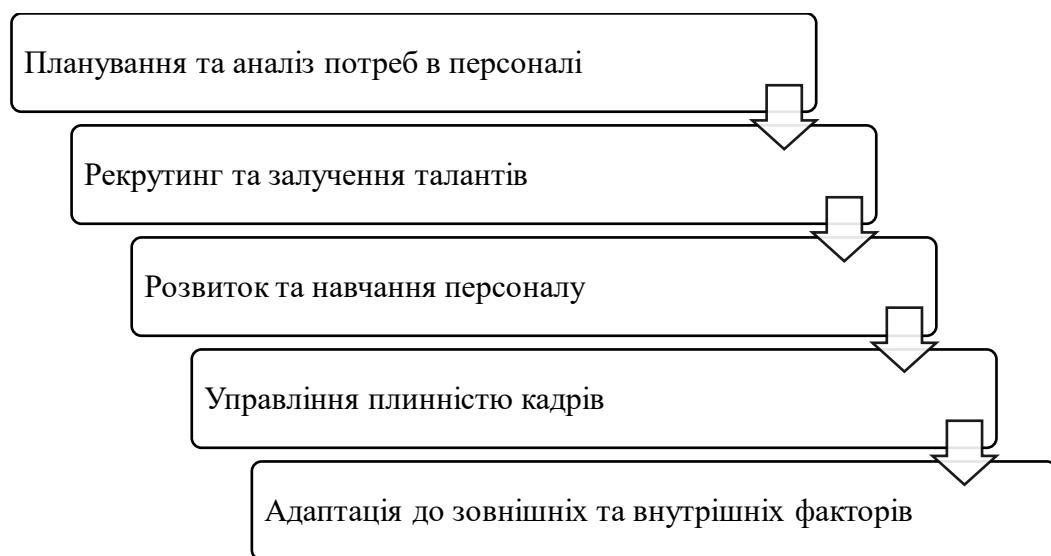 Планування та аналіз потреб в персоналі
Рекрутинг та залучення талантів
Розвиток та навчання персоналу
Управління плинністю кадрів
Адаптація до зовнішніх та внутрішніх факторів